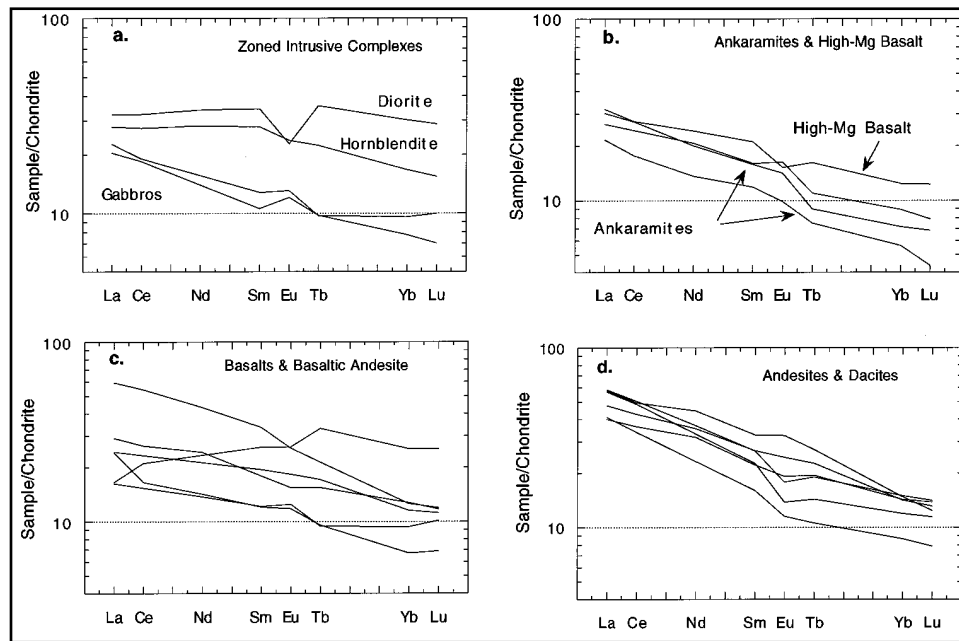 a.
Zoned Intrusive Complexes
100
10
Sample/Chondrite
Diorite
Hornblendite
Gabbros
La Ce Nd Sm Eu Tb Yb Lu
b.
Ankaramites & High-Mg Basalt
100
10
Sample/Chondrite
High-Mg Basalt
Ankaramites
La Ce Nd Sm Eu Tb Yb Lu
c.
Basalts & Basaltic Andesite
100
10
Sample/Chondrite
La Ce Nd Sm Eu Tb Yb Lu
d.
Andesites & Dacites
100
10
Sample/Chondrite
La Ce Nd Sm Eu Tb Yb Lu